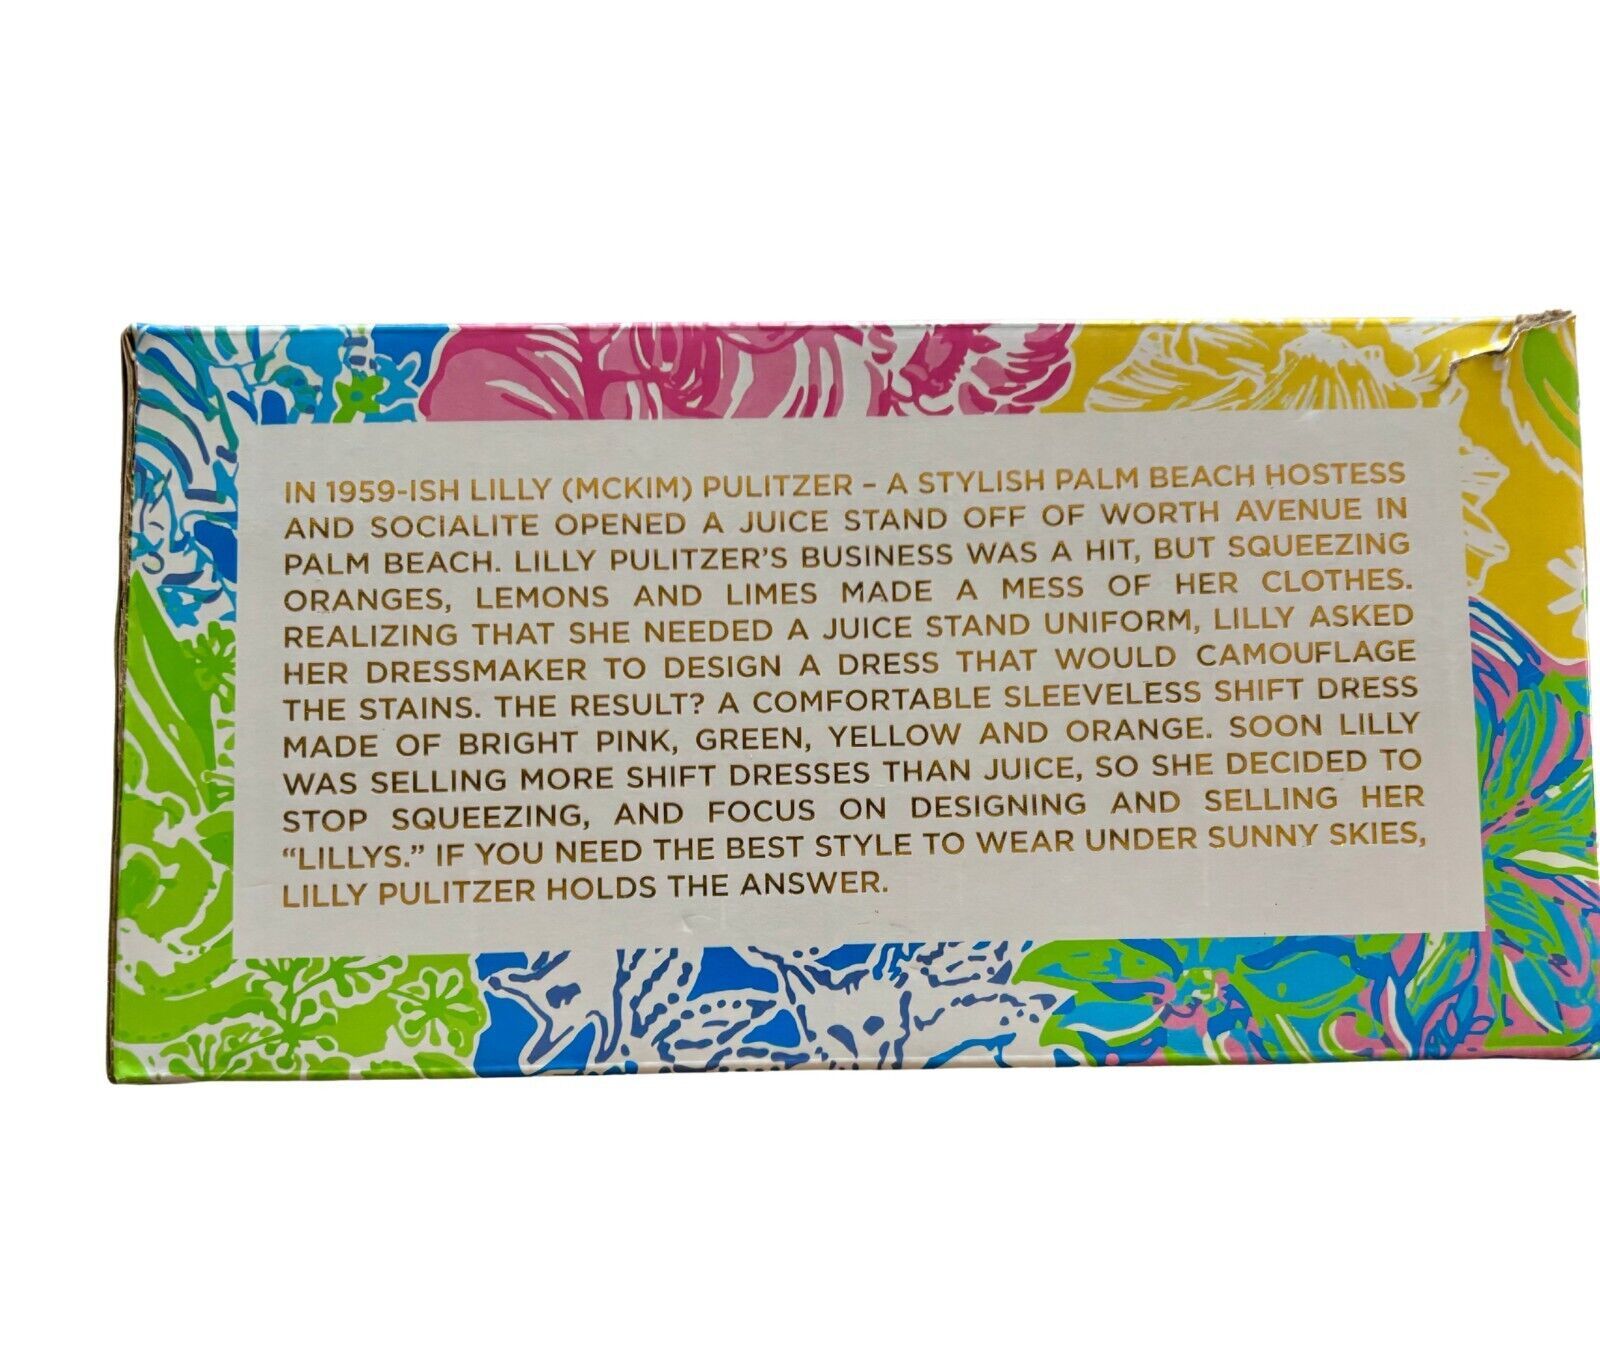 IN 1959-ISH LILLY (MCKIM) PULITZER – A STYLISH PALM BEACH HOSTESS
AND SOCIALITE OPENED A JUICE STAND OFF OF WORTH AVENUE IN
PALM BEACH. LILLY PULITZER’S BUSINESS WAS A HIT, BUT SQUEEZING
ORANGES, LEMONS AND LIMES MADE A MESS OF HER CLOTHES.
REALIZING THAT SHE NEEDED A JUICE STAND UNIFORM, LILLY ASKED
HER DRESSMAKER TO DESIGN A DRESS THAT WOULD CAMOUFLAGE
THE STAINS. THE RESULT? A COMFORTABLE SLEEVELESS SHIFT DRESS
MADE OF BRIGHT PINK, GREEN, YELLOW AND ORANGE. SOON LILLY
WAS SELLING MORE SHIFT DRESSES THAN JUICE, SO SHE DECIDED TO
STOP SQUEEZING, AND FOCUS ON DESIGNING AND SELLING HER
“LILLYS.” IF YOU NEED THE BEST STYLE TO WEAR UNDER SUNNY SKIES,
LILLY PULITZER HOLDS THE ANSWER.